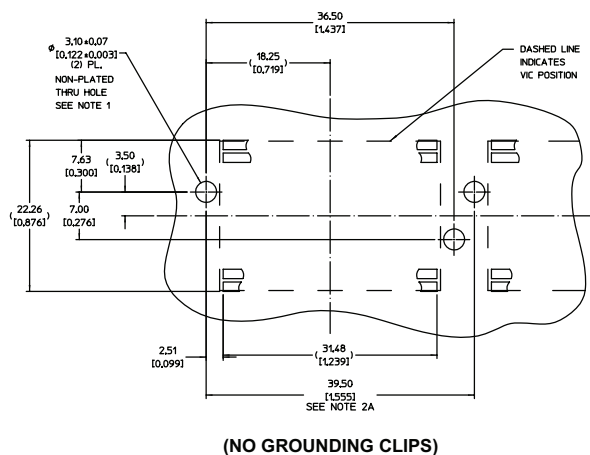 36.50
[1.437]
ø 3.10±0.07
[0.122±0.003]
(2) PL.
NON-PLATED
THRU HOLE
SEE NOTE 1
(18.25
[0.719])
DASHED LINE
INDICATES
VIC POSITION
7.63
[0.300]
(3.50
[0.138])
(22.26
[0.876])
7.00
[0.276]
2.51
[0.099]
(31.48
[1.239])
39.50
[1.555]
SEE NOTE 2A
(NO GROUNDING CLIPS)